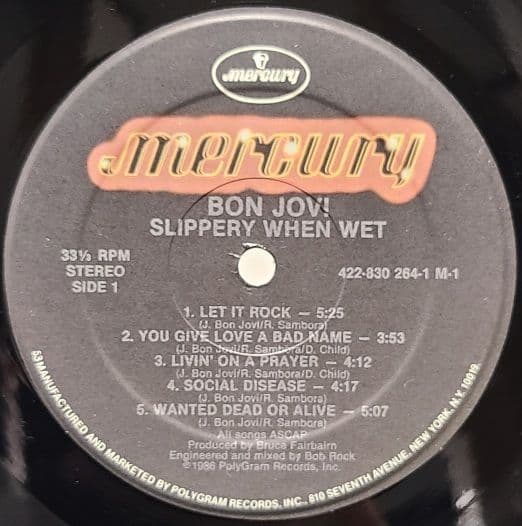 mercury
mercury
BON JOVI
SLIPPERY WHEN WET
33⅓ RPM
STEREO
SIDE 1
422-830 264-1 M-1
1. LET IT ROCK — 5:25
(J. Bon Jovi/R. Sambora)
2. YOU GIVE LOVE A BAD NAME — 3:53
(J. Bon Jovi/R. Sambora/D. Child)
3. LIVIN' ON A PRAYER — 4:12
(J. Bon Jovi/R. Sambora/D. Child)
4. SOCIAL DISEASE — 4:17
(J. Bon Jovi/R. Sambora)
5. WANTED DEAD OR ALIVE — 5:07
(J. Bon Jovi/R. Sambora)
All songs ASCAP
Produced by Bruce Fairbairn
Engineered and mixed by Bob Rock
℗1986 PolyGram Records, Inc.
53 MANUFACTURED AND MARKETED BY POLYGRAM RECORDS, INC., 810 SEVENTH AVENUE, NEW YORK, N.Y. 10019.